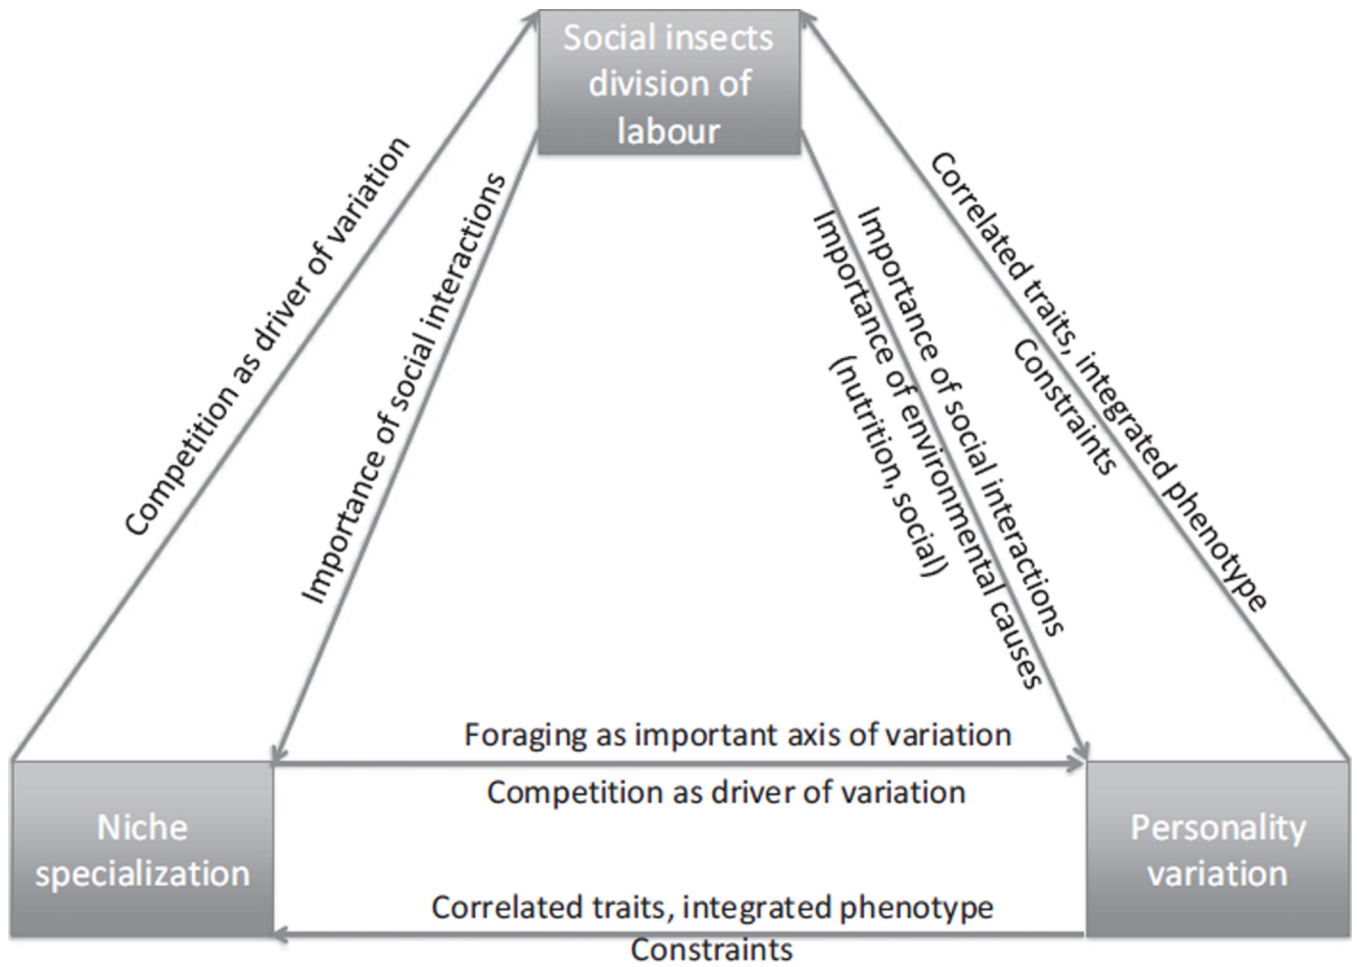 Social insects
division of
labour
Competition as driver of variation
Importance of social interactions
Importance of social interactions
Importance of environmental causes
(nutrition, social)
Correlated traits, integrated phenotype
Constraints
Foraging as important axis of variation
Competition as driver of variation
Niche
specialization
Personality
variation
Correlated traits, integrated phenotype
Constraints